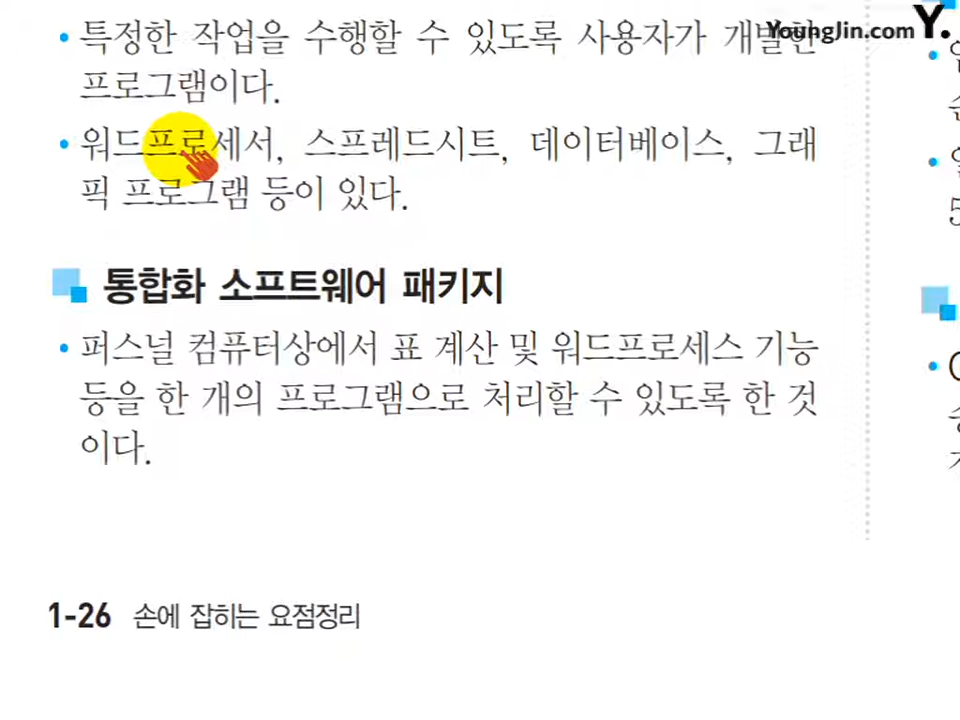 • 특정한 작업을 수행할 수 있도록 사용자가 개발한
프로그램이다.
• 워드프로세서, 스프레드시트, 데이터베이스, 그래
픽 프로그램 등이 있다.
통합화 소프트웨어 패키지
• 퍼스널 컴퓨터상에서 표 계산 및 워드프로세스 기능
등을 한 개의 프로그램으로 처리할 수 있도록 한 것
이다.
1-26 손에 잡히는 요점정리
YoungJin.com Y.